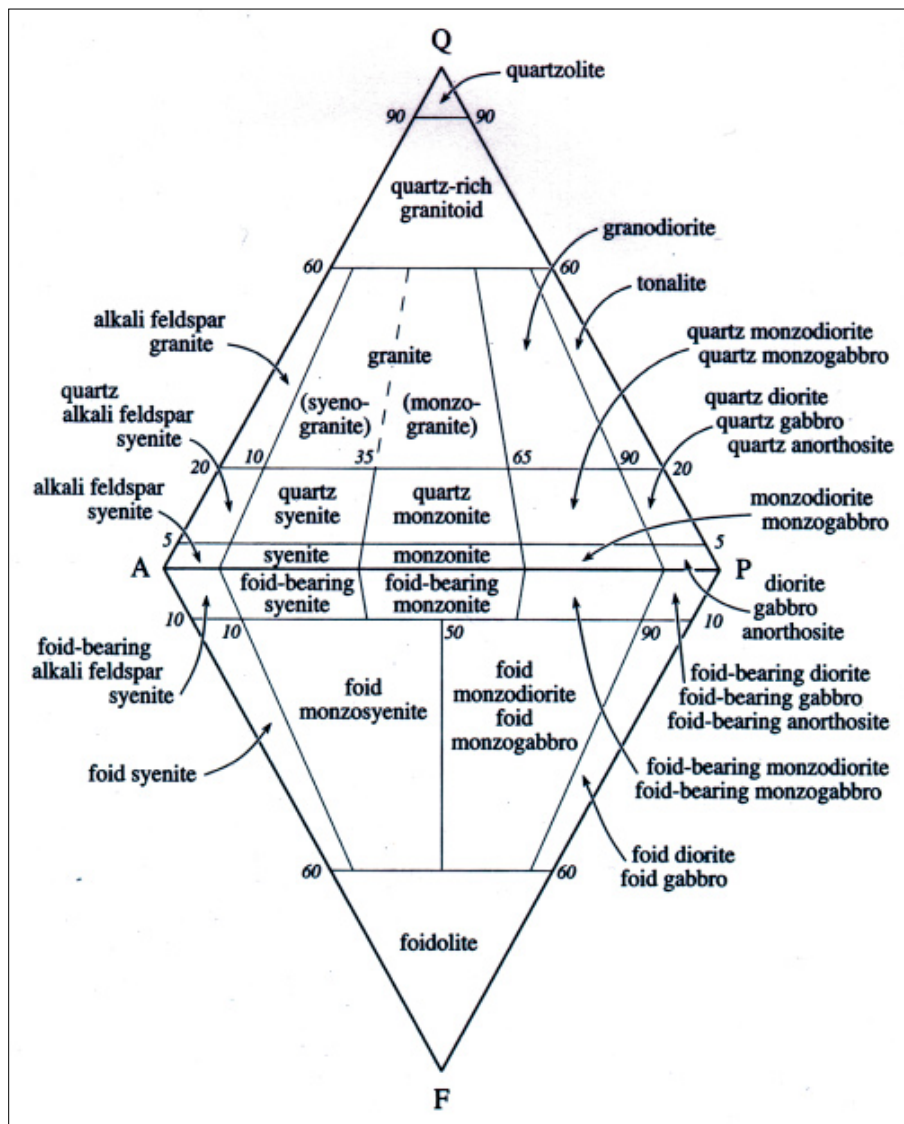 Q
quartzolite
90
90
quartz-rich
granitoid
granodiorite
60
60
tonalite
alkali feldspar
granite
quartz monzodiorite
quartz monzogabbro
granite
quartz
alkali feldspar
syenite
(syeno-
granite)
(monzo-
granite)
quartz diorite
quartz gabbro
quartz anorthosite
20
10
35
65
90
20
alkali feldspar
syenite
quartz
syenite
quartz
monzonite
monzodiorite
monzogabbro
5
5
syenite
monzonite
A
P
foid-bearing
syenite
foid-bearing
monzonite
diorite
gabbro
anorthosite
10
10
50
90
10
foid-bearing
alkali feldspar
syenite
foid
monzosyenite
foid
monzodiorite
foid
monzogabbro
foid-bearing diorite
foid-bearing gabbro
foid-bearing anorthosite
foid syenite
foid-bearing monzodiorite
foid-bearing monzogabbro
foid diorite
foid gabbro
60
60
foidolite
F